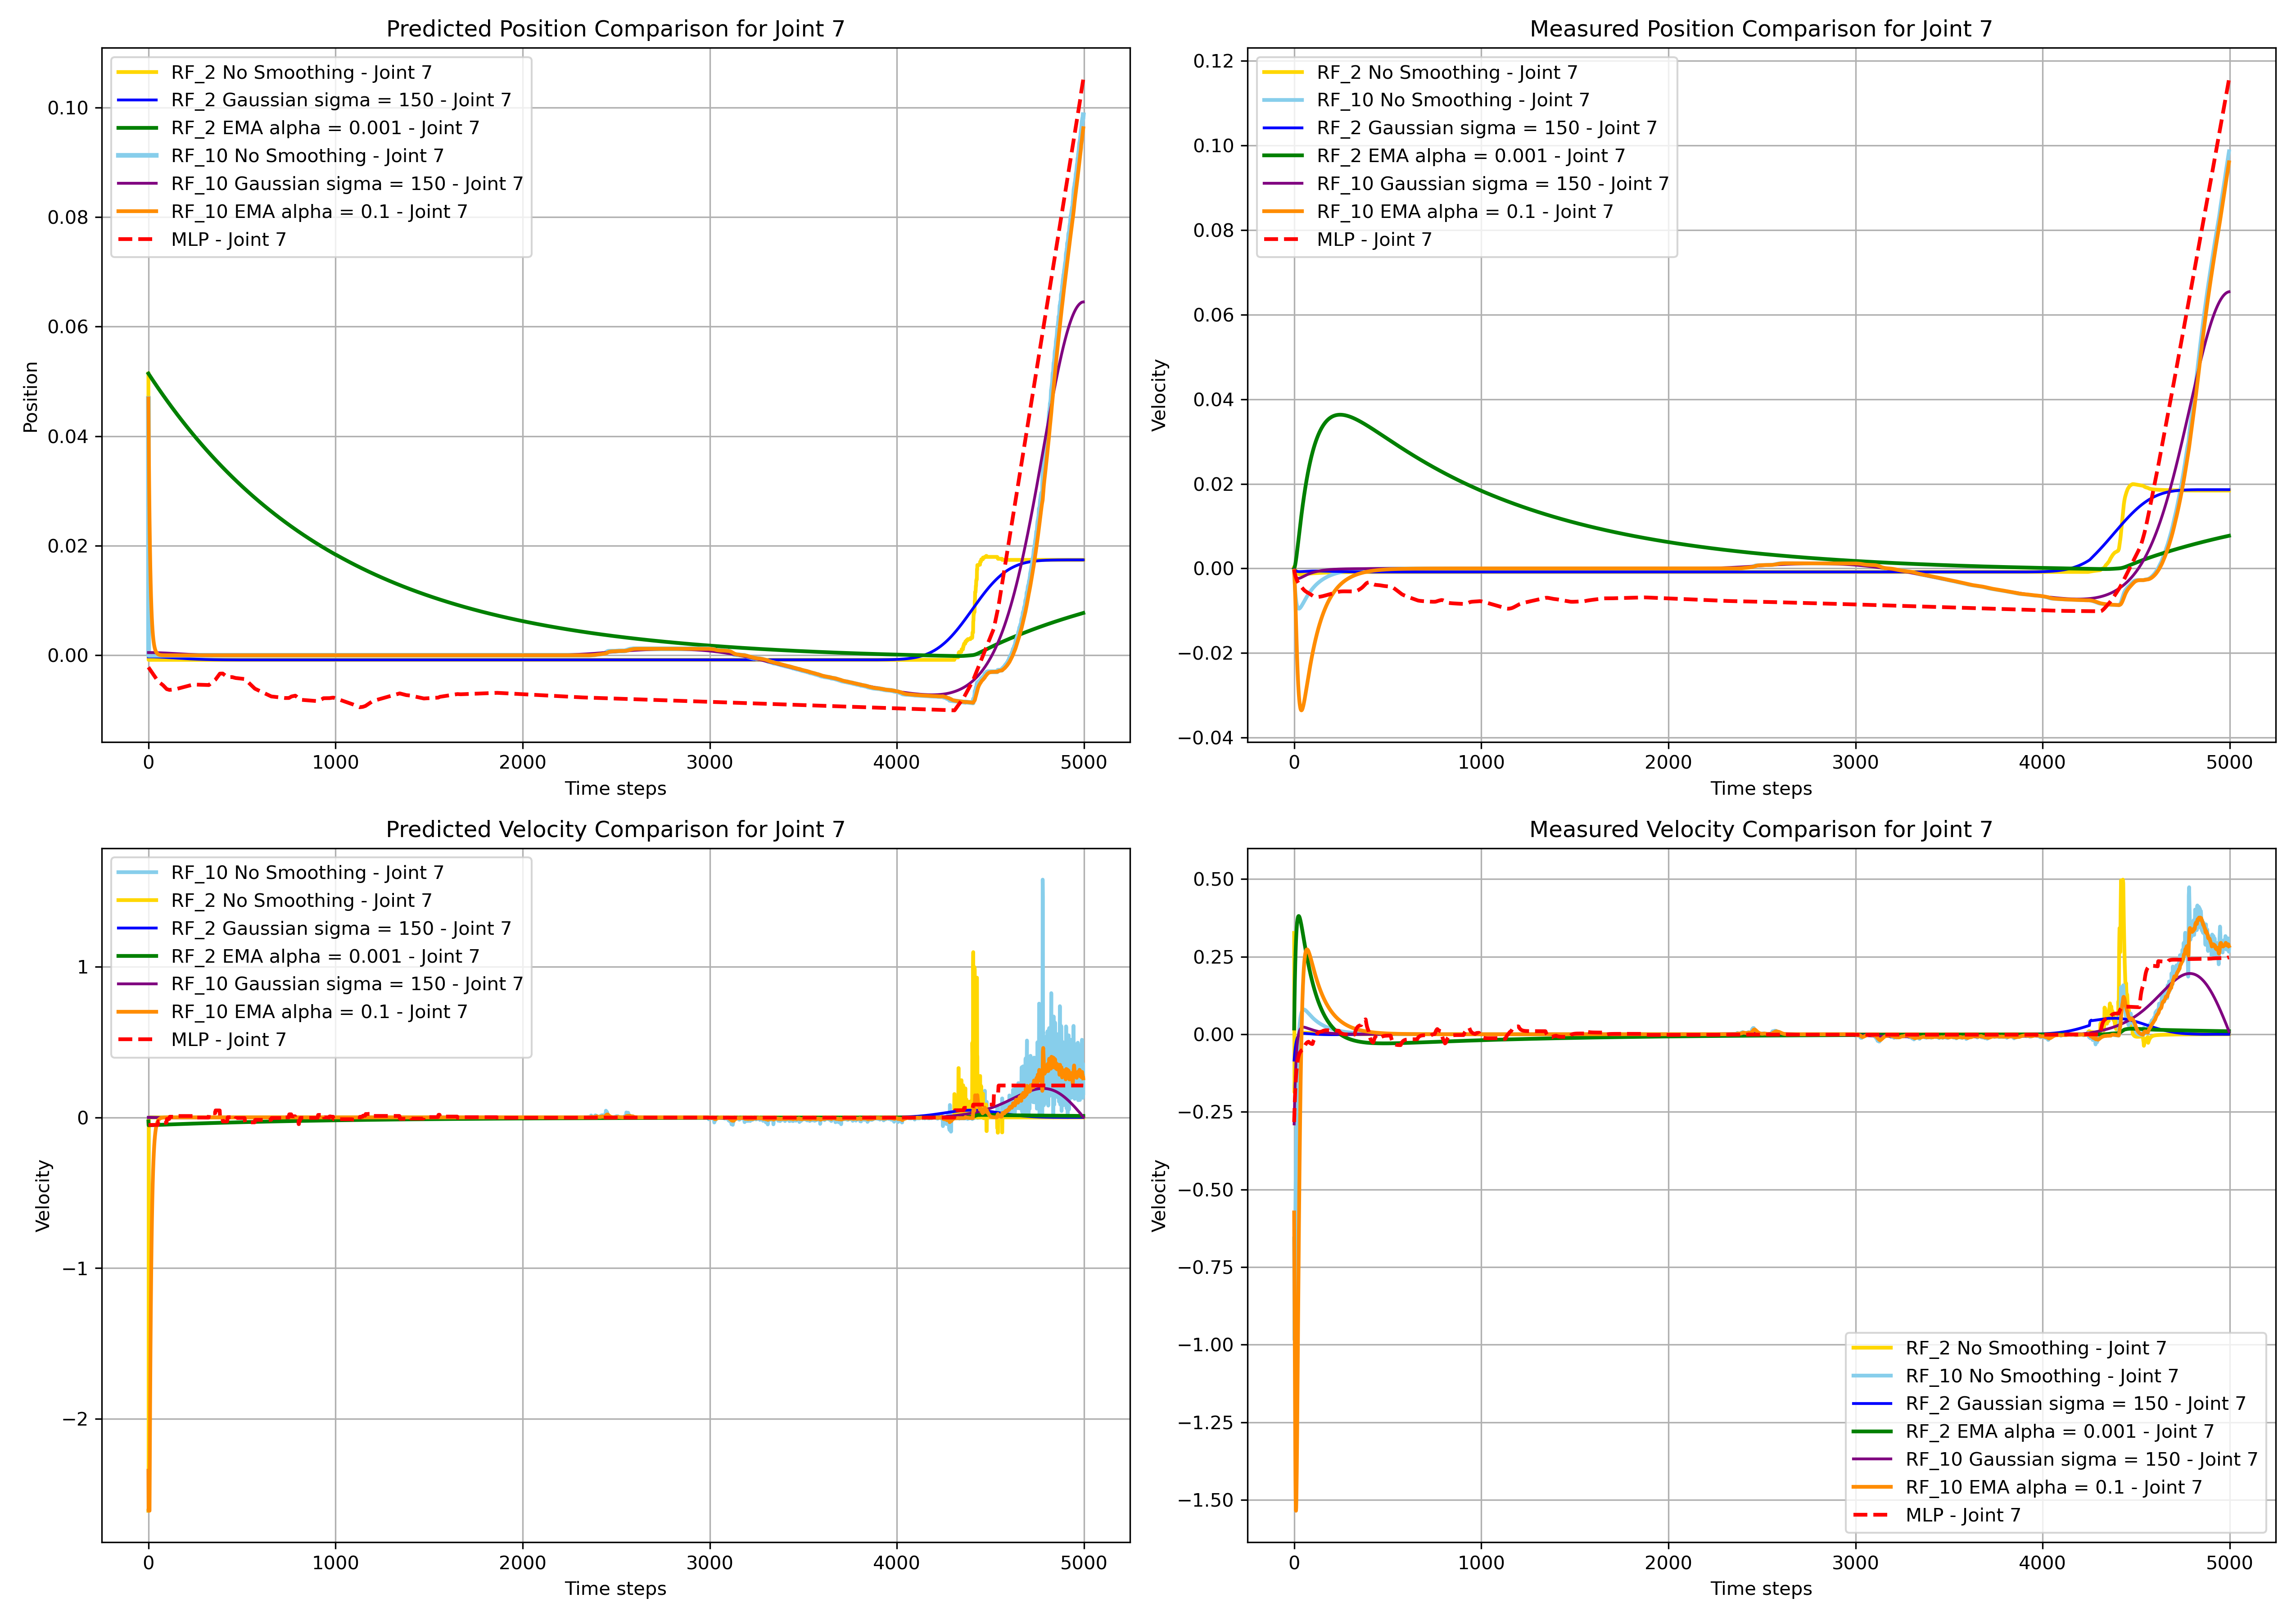 Predicted Position Comparison for Joint 7
Position
0.10
0.08
0.06
0.04
0.02
0.00
RF_2 No Smoothing - Joint 7
RF_2 Gaussian sigma = 150 - Joint 7
RF_2 EMA alpha = 0.001 - Joint 7
RF_10 No Smoothing - Joint 7
RF_10 Gaussian sigma = 150 - Joint 7
RF_10 EMA alpha = 0.1 - Joint 7
MLP - Joint 7
0 1000 2000 3000 4000 5000
Time steps
Measured Position Comparison for Joint 7
Velocity
0.12
0.10
0.08
0.06
0.04
0.02
0.00
−0.02
−0.04
RF_2 No Smoothing - Joint 7
RF_10 No Smoothing - Joint 7
RF_2 Gaussian sigma = 150 - Joint 7
RF_2 EMA alpha = 0.001 - Joint 7
RF_10 Gaussian sigma = 150 - Joint 7
RF_10 EMA alpha = 0.1 - Joint 7
MLP - Joint 7
0 1000 2000 3000 4000 5000
Time steps
Predicted Velocity Comparison for Joint 7
Velocity
1
0
−1
−2
RF_10 No Smoothing - Joint 7
RF_2 No Smoothing - Joint 7
RF_2 Gaussian sigma = 150 - Joint 7
RF_2 EMA alpha = 0.001 - Joint 7
RF_10 Gaussian sigma = 150 - Joint 7
RF_10 EMA alpha = 0.1 - Joint 7
MLP - Joint 7
0 1000 2000 3000 4000 5000
Time steps
Measured Velocity Comparison for Joint 7
Velocity
0.50
0.25
0.00
−0.25
−0.50
−0.75
−1.00
−1.25
−1.50
RF_2 No Smoothing - Joint 7
RF_10 No Smoothing - Joint 7
RF_2 Gaussian sigma = 150 - Joint 7
RF_2 EMA alpha = 0.001 - Joint 7
RF_10 Gaussian sigma = 150 - Joint 7
RF_10 EMA alpha = 0.1 - Joint 7
MLP - Joint 7
0 1000 2000 3000 4000 5000
Time steps